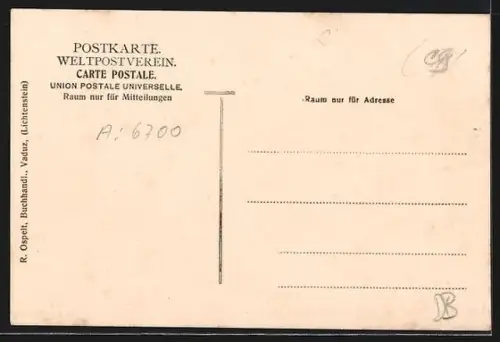 POSTKARTE.
WELTPOSTVEREIN.
CARTE POSTALE.
UNION POSTALE UNIVERSELLE.
Raum nur für Mitteilungen
A: 6700
Raum nur für Adresse
R. Ospelt, Buchhandl., Vaduz, (Lichtenstein)